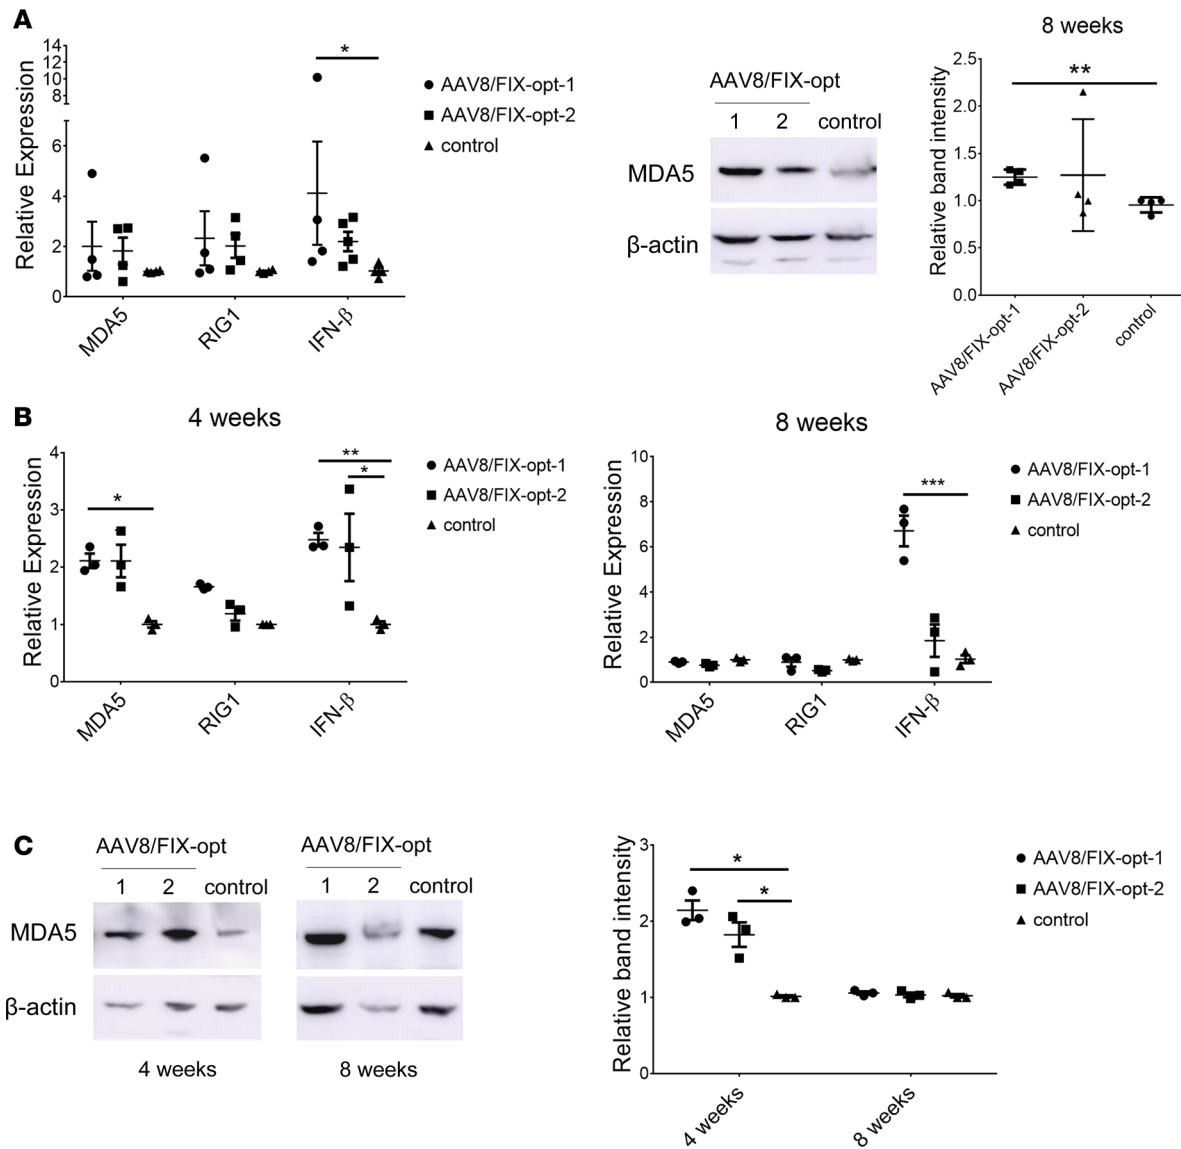 A
Relative Expression
14
12
10
8
6
4
2
0
MDA5
RIG1
IFN-β
*
AAV8/FIX-opt-1
AAV8/FIX-opt-2
control
AAV8/FIX-opt
1 2 control
MDA5
β-actin
8 weeks
Relative band intensity
2.5
2.0
1.5
1.0
0.5
0.0
**
AAV8/FIX-opt-1
AAV8/FIX-opt-2
control
B
4 weeks
Relative Expression
4
3
2
1
0
*
**
*
MDA5
RIG1
IFN-β
AAV8/FIX-opt-1
AAV8/FIX-opt-2
control
8 weeks
Relative Expression
10
8
6
4
2
0
***
MDA5
RIG1
IFN-β
AAV8/FIX-opt-1
AAV8/FIX-opt-2
control
C
AAV8/FIX-opt
1 2 control
MDA5
β-actin
4 weeks
AAV8/FIX-opt
1 2 control
8 weeks
Relative band intensity
3
2
1
0
*
*
4 weeks
8 weeks
AAV8/FIX-opt-1
AAV8/FIX-opt-2
control